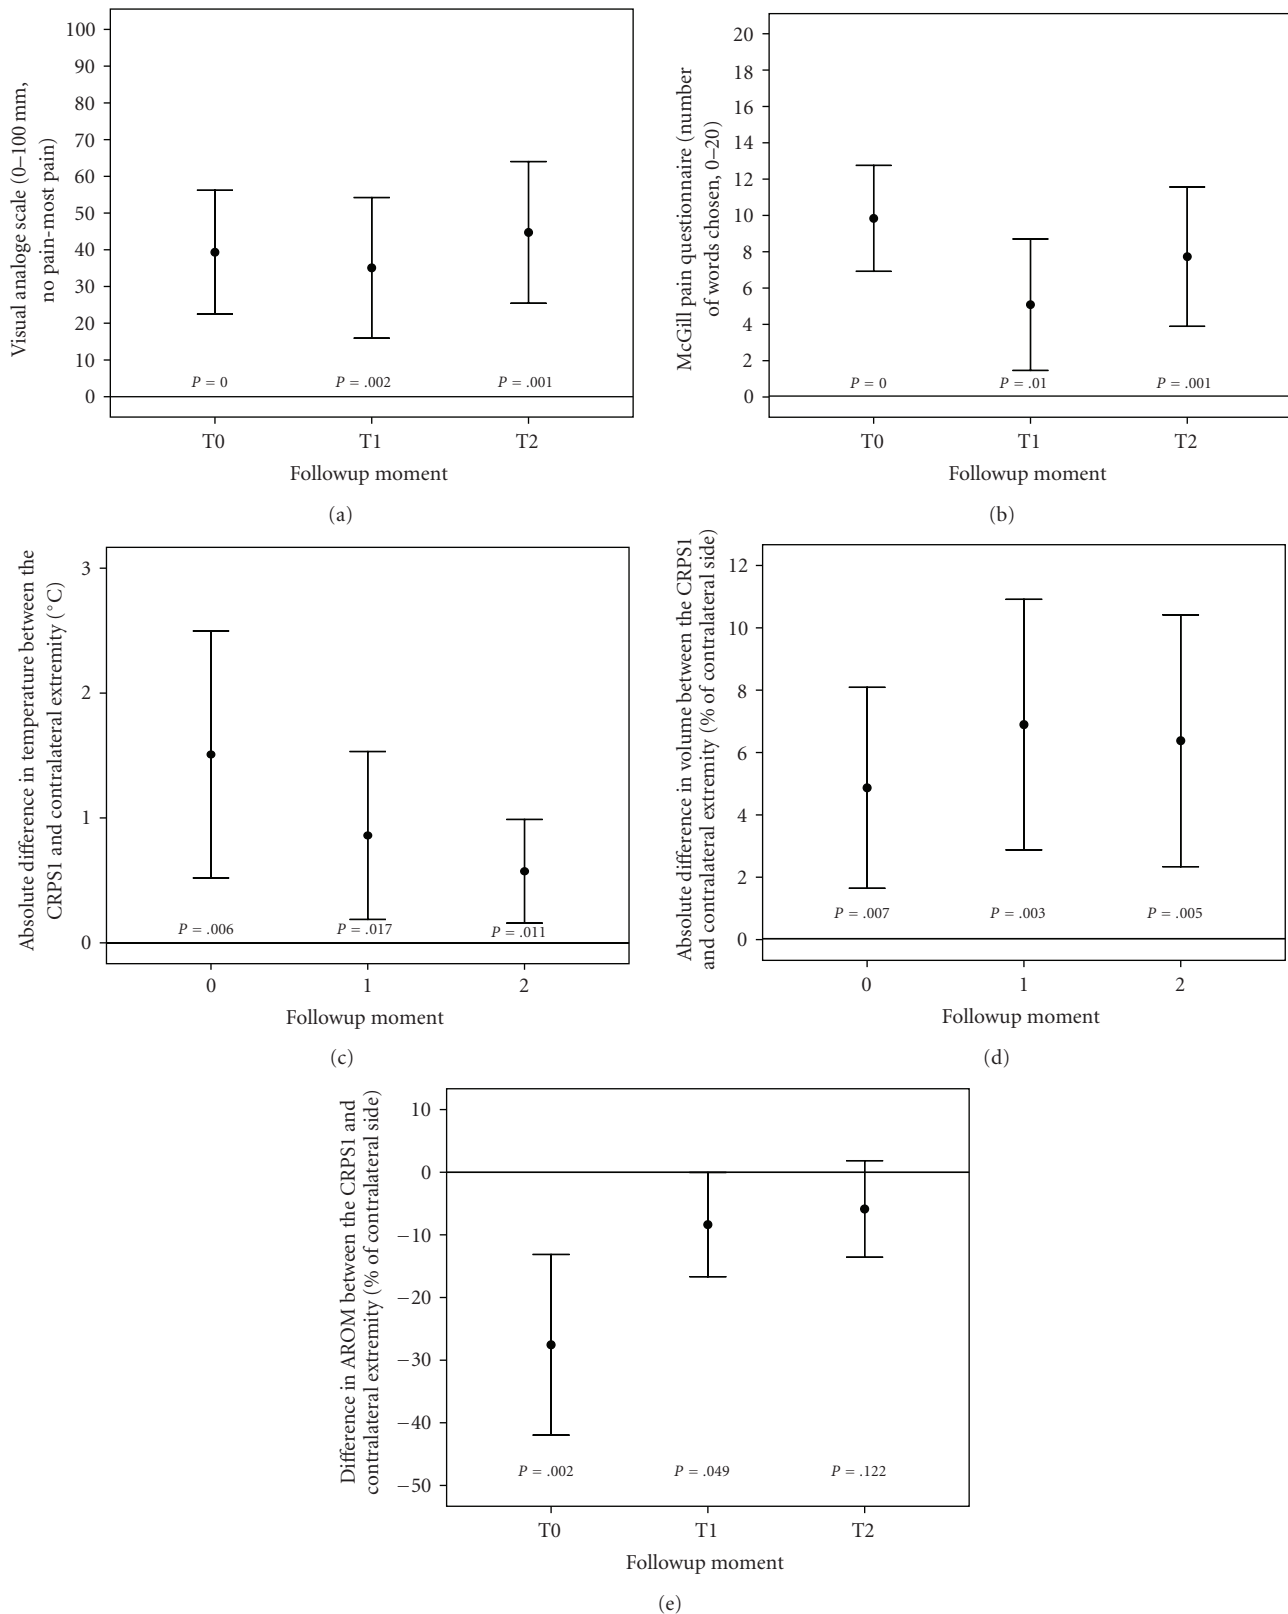 Visual analoge scale (0–100 mm,
no pain-most pain)
100
90
80
70
60
50
40
30
20
10
0
P = 0
P = .002
P = .001
T0
T1
T2
Followup moment
(a)
McGill pain questionnaire (number
of words chosen, 0–20)
20
18
16
14
12
10
8
6
4
2
0
P = 0
P = .01
P = .001
T0
T1
T2
Followup moment
(b)
Absolute difference in temperature between the
CRPS1 and contralateral extremity (°C)
3
2
1
0
P = .006
P = .017
P = .011
0
1
2
Followup moment
(c)
Absolute difference in volume between the CRPS1
and contralateral extremity (% of contralateral side)
12
10
8
6
4
2
0
P = .007
P = .003
P = .005
0
1
2
Followup moment
(d)
Difference in AROM between the CRPS1 and
contralateral extremity (% of contralateral side)
10
0
−10
−20
−30
−40
−50
P = .002
P = .049
P = .122
T0
T1
T2
Followup moment
(e)